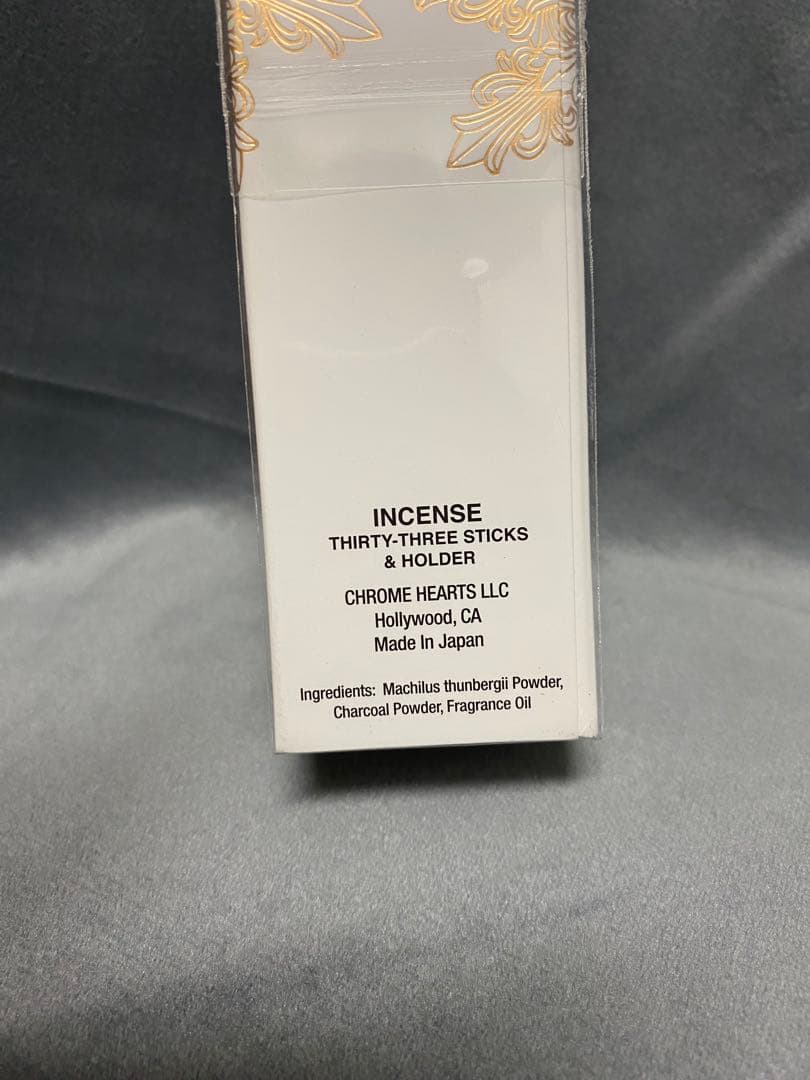 INCENSE
THIRTY-THREE STICKS
& HOLDER
CHROME HEARTS LLC
Hollywood, CA
Made In Japan
Ingredients: Machilus thunbergii Powder,
Charcoal Powder, Fragrance Oil